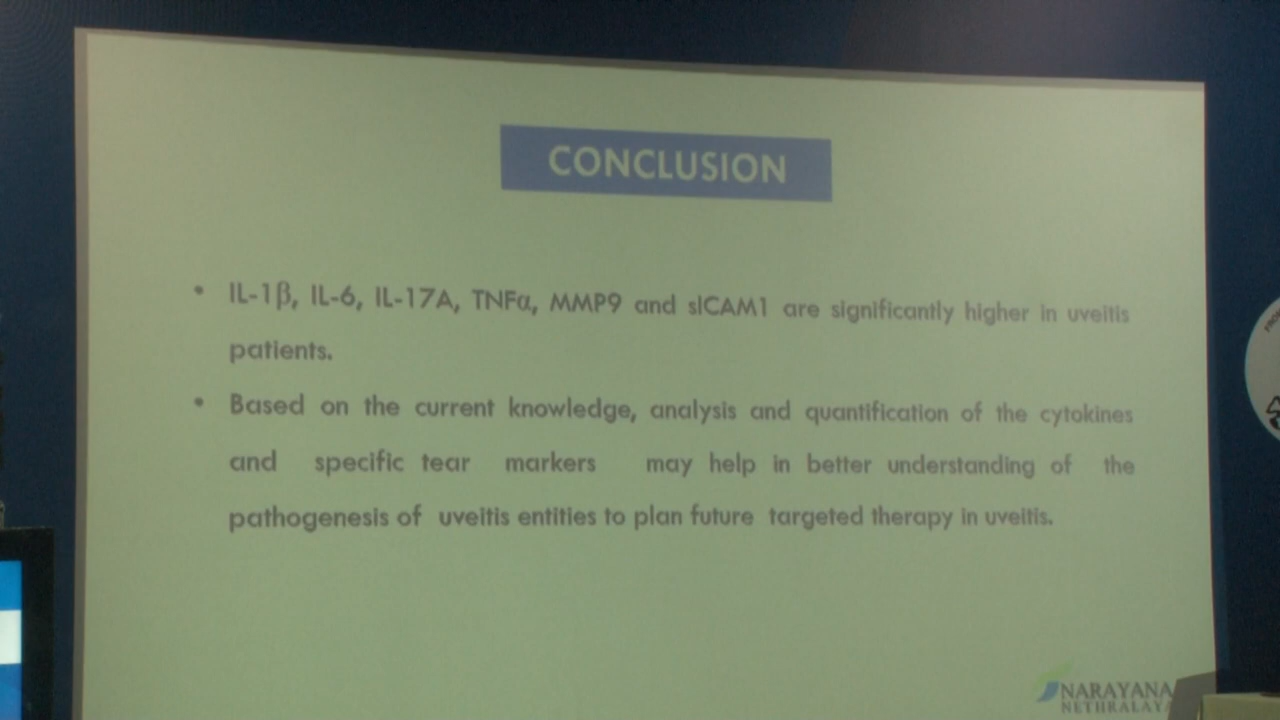 CONCLUSION
• IL-1β, IL-6, IL-17A, TNFα, MMP9 and sICAM1 are significantly higher in uveitis
patients.
• Based on the current knowledge, analysis and quantification of the cytokines
and specific tear markers may help in better understanding of the
pathogenesis of uveitis entities to plan future targeted therapy in uveitis.
NARAYANA
NETHRALAYA